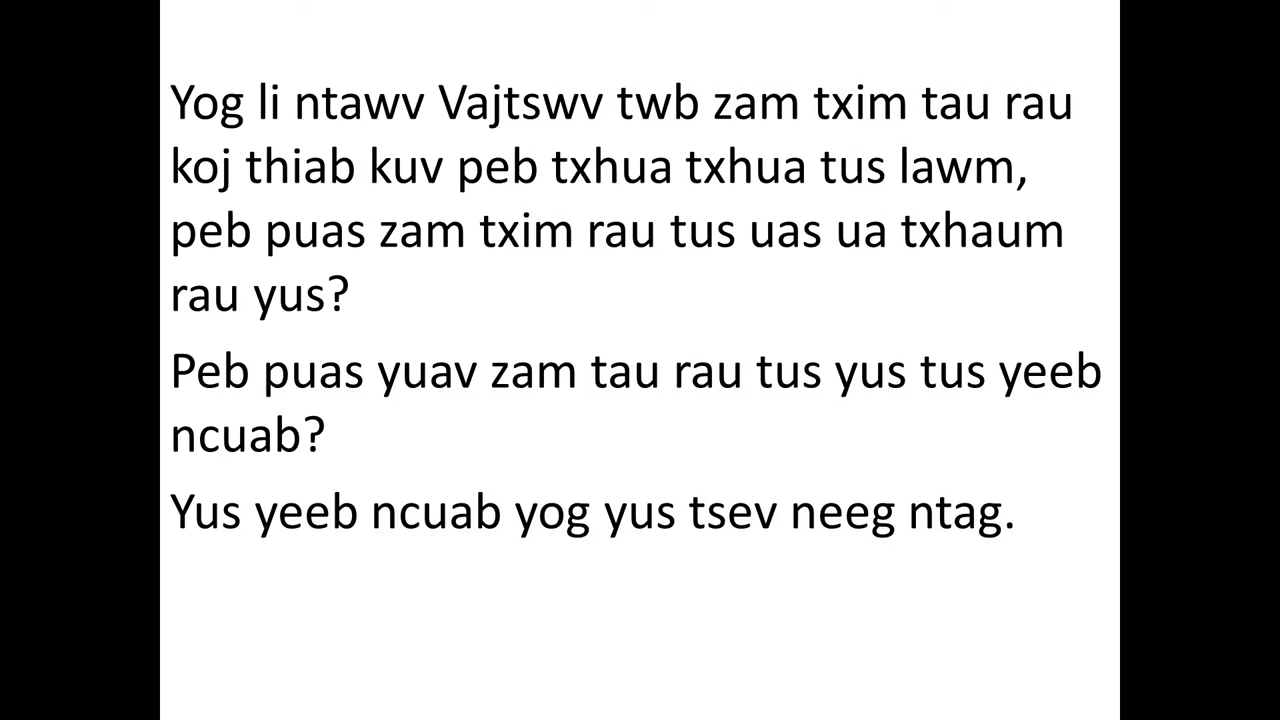 Yog li ntawv Vajtswv twb zam txim tau rau
koj thiab kuv peb txhua txhua tus lawm,
peb puas zam txim rau tus uas ua txhaum
rau yus?
Peb puas yuav zam tau rau tus yus tus yeeb
ncuab?
Yus yeeb ncuab yog yus tsev neeg ntag.